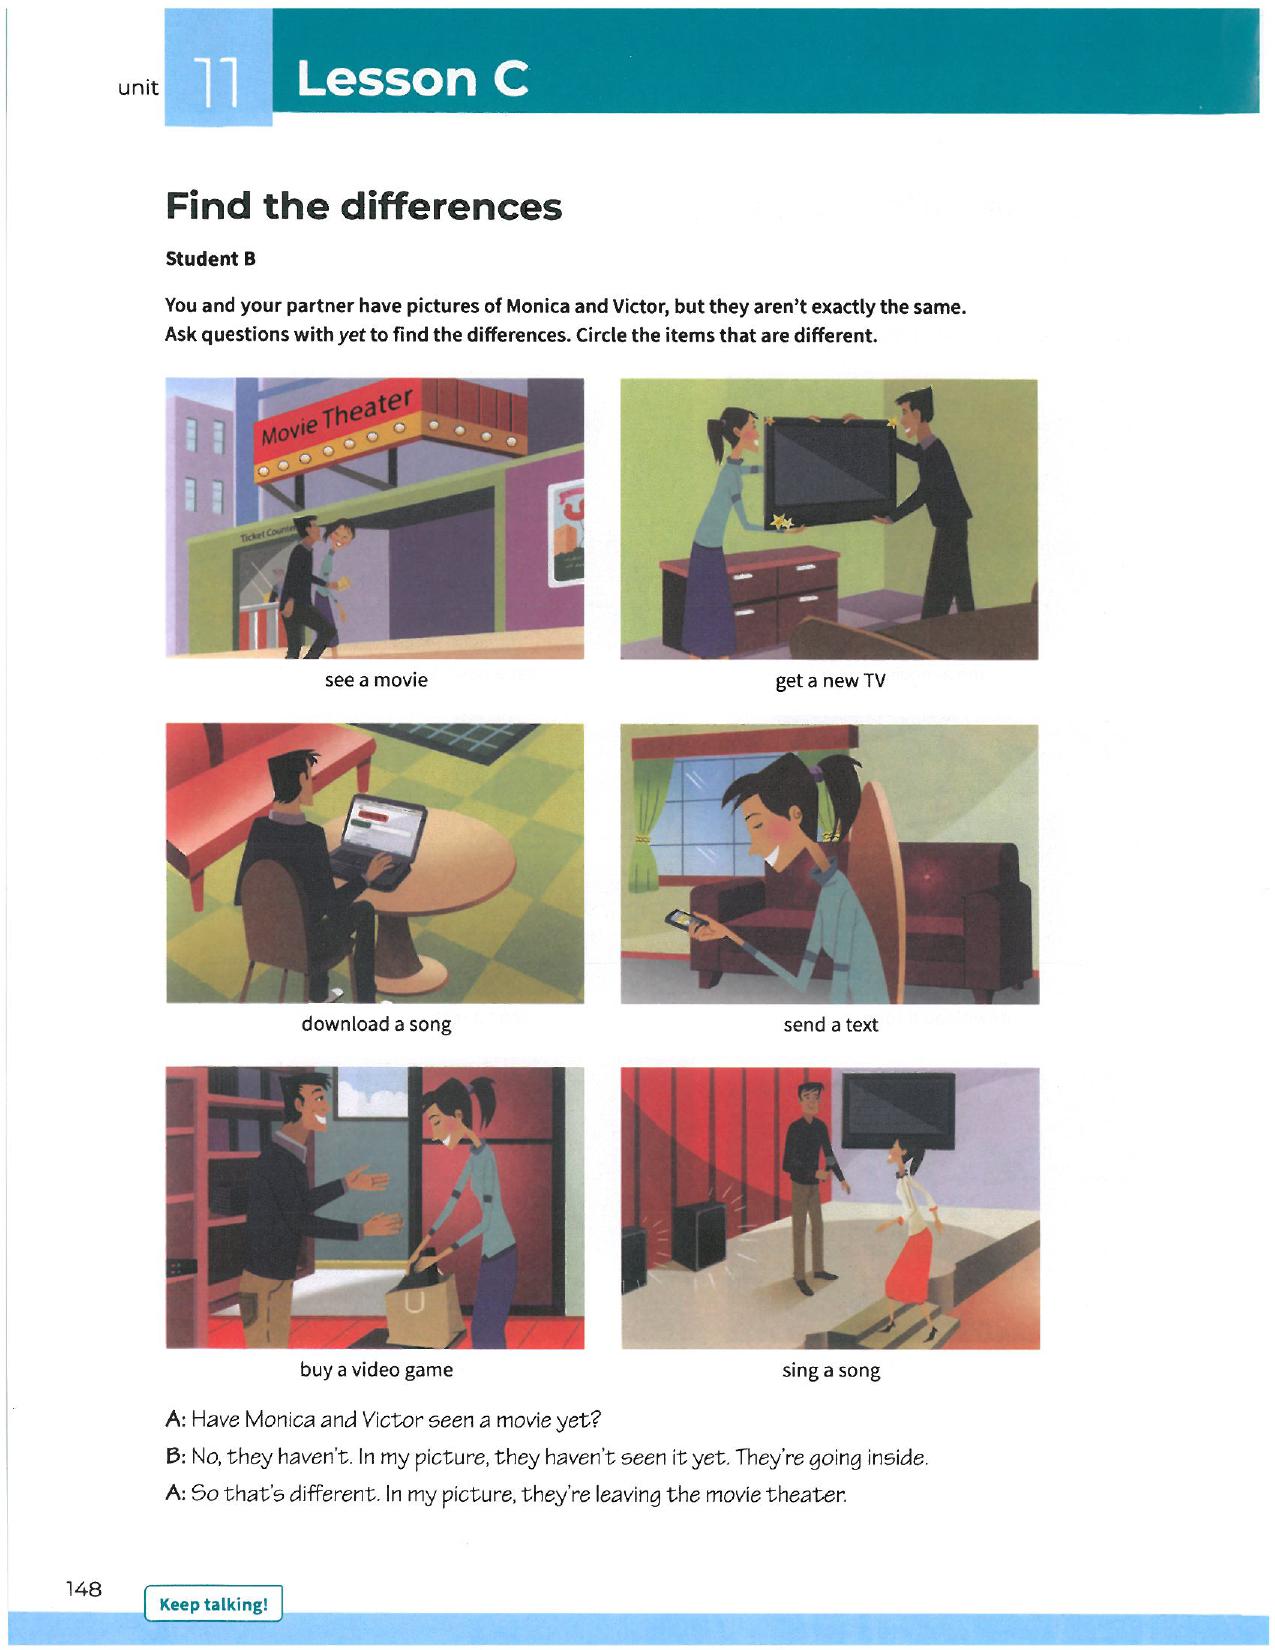 unit 11 Lesson C
Find the differences
Student B
You and your partner have pictures of Monica and Victor, but they aren't exactly the same.
Ask questions with yet to find the differences. Circle the items that are different.
Movie Theater
Ticket Counter
see a movie
get a new TV
download a song
send a text
buy a video game
sing a song
A: Have Monica and Victor seen a movie yet?
B: No, they haven't. In my picture, they haven't seen it yet. They're going inside.
A: So that's different. In my picture, they're leaving the movie theater.
148
Keep talking!